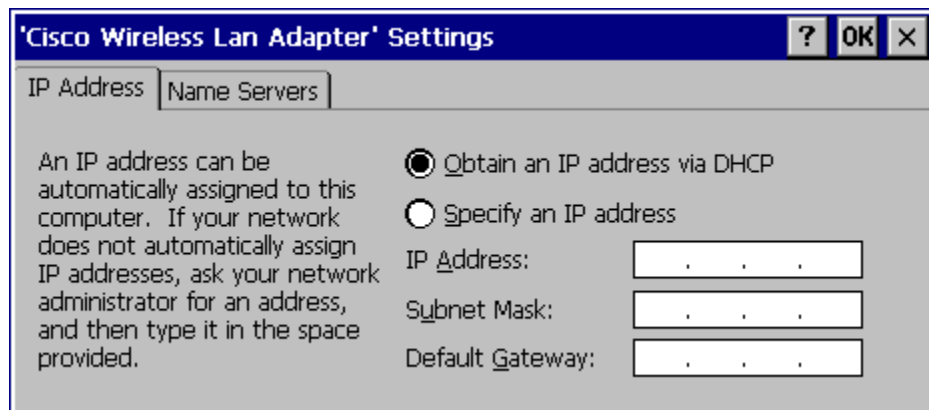 'Cisco Wireless Lan Adapter' Settings
? OK ×
IP Address
Name Servers
An IP address can be
automatically assigned to this
computer. If your network
does not automatically assign
IP addresses, ask your network
administrator for an address,
and then type it in the space
provided.
Obtain an IP address via DHCP
Specify an IP address
IP Address: . . .
Subnet Mask: . . .
Default Gateway: . . .